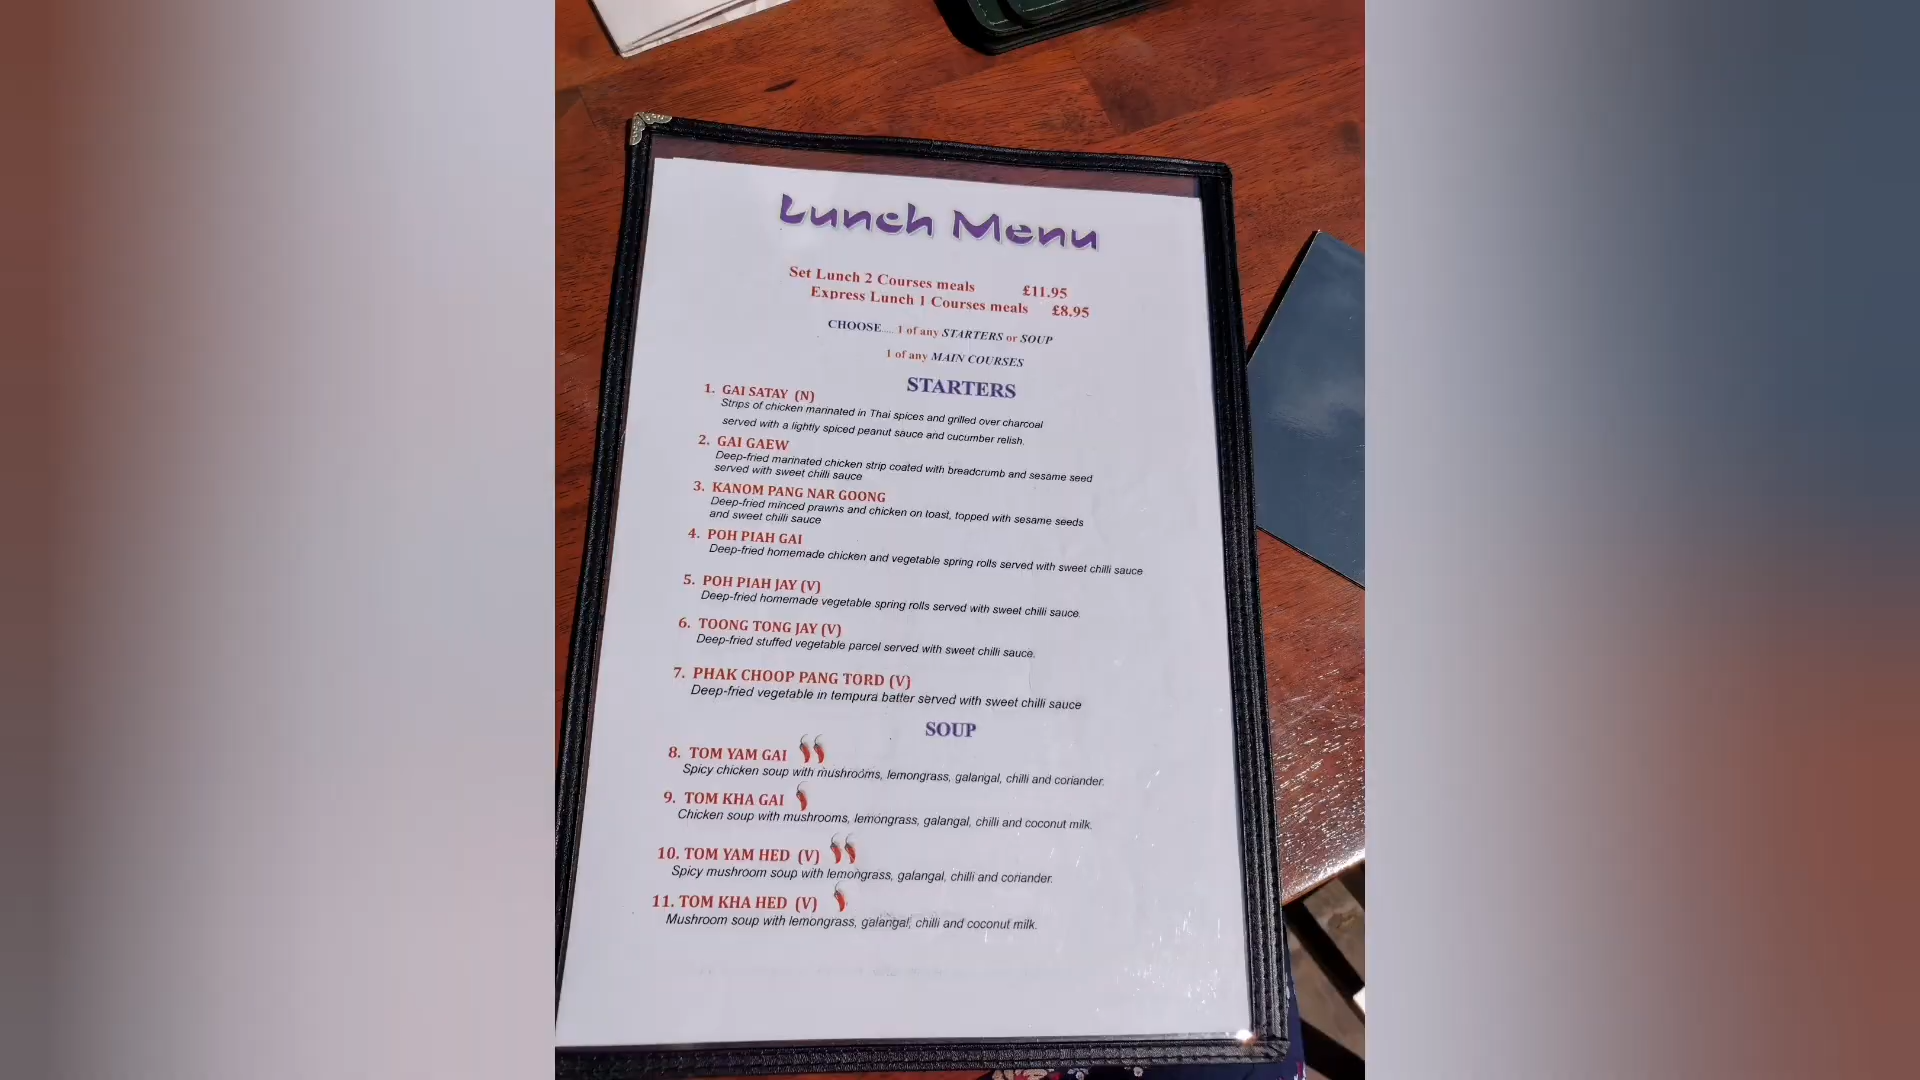 Lunch Menu
Set Lunch 2 Courses meals £11.95
Express Lunch 1 Courses meals £8.95
CHOOSE..... 1 of any STARTERS or SOUP
1 of any MAIN COURSES
STARTERS
1. GAI SATAY (N)
Strips of chicken marinated in Thai spices and grilled over charcoal
served with a lightly spiced peanut sauce and cucumber relish.
2. GAI GAEW
Deep-fried marinated chicken strip coated with breadcrumb and sesame seed
served with sweet chilli sauce
3. KANOM PANG NAR GOONG
Deep-fried minced prawns and chicken on toast, topped with sesame seeds
and sweet chilli sauce
4. POH PIAH GAI
Deep-fried homemade chicken and vegetable spring rolls served with sweet chilli sauce
5. POH PIAH JAY (V)
Deep-fried homemade vegetable spring rolls served with sweet chilli sauce.
6. TOONG TONG JAY (V)
Deep-fried stuffed vegetable parcel served with sweet chilli sauce.
7. PHAK CHOOP PANG TORD (V)
Deep-fried vegetable in tempura batter served with sweet chilli sauce
SOUP
8. TOM YAM GAI
Spicy chicken soup with mushrooms, lemongrass, galangal, chilli and coriander.
9. TOM KHA GAI
Chicken soup with mushrooms, lemongrass, galangal, chilli and coconut milk.
10. TOM YAM HED (V)
Spicy mushroom soup with lemongrass, galangal, chilli and coriander.
11. TOM KHA HED (V)
Mushroom soup with lemongrass, galangal, chilli and coconut milk.